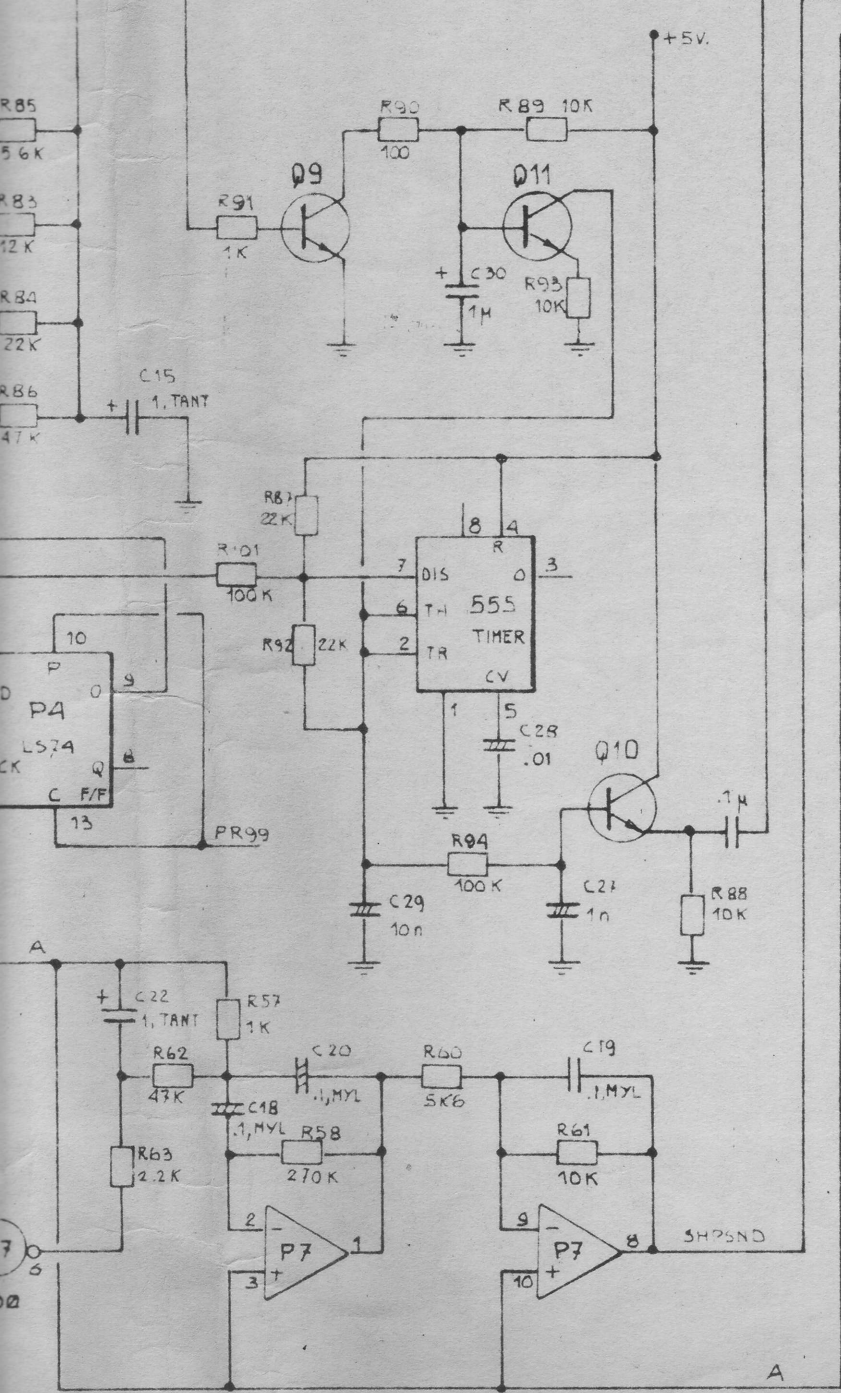 +5V.
R85
56K
R90
100
R89 10K
R83
12K
R91
1K
Q9
Q11
+ C30
1µ
R93
10K
R84
22K
R86
47K
C15
+ 1, TANT
R87
22K
R101
100K
8 4
R
7 DIS
O 3
6 TH
555
2 TR
TIMER
CV
1
5
R92 22K
C28
.01
10
P
D
Q 9
P4
LS74
CK
Q 8
C F/F
13
PR99
Q10
.1µ
R94
100K
R88
10K
C29
10n
C27
1n
A
+ C22
1, TANT
R57
1K
R62
47K
C20
.1, MYL
R60
5K6
C19
.1, MYL
C18
.1, MYL
R58
270K
R61
10K
R63
2.2K
2 -
P7
1
3 +
9 -
P7
8
10 +
SHPSND
7
6
00
A